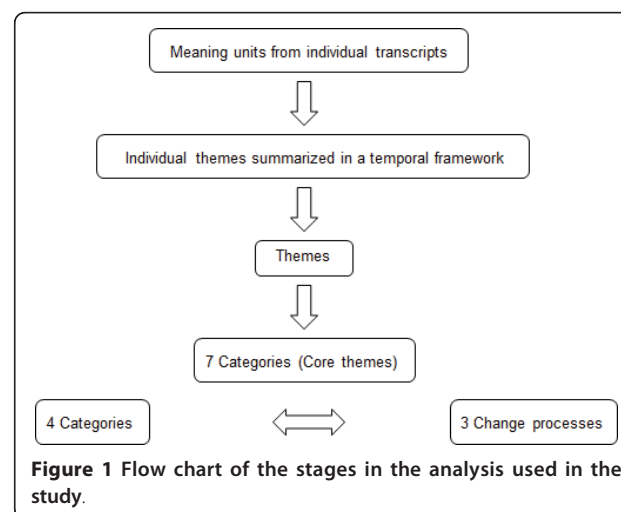 Meaning units from individual transcripts
Individual themes summarized in a temporal framework
Themes
7 Categories (Core themes)
4 Categories
3 Change processes
Figure 1 Flow chart of the stages in the analysis used in the
study.